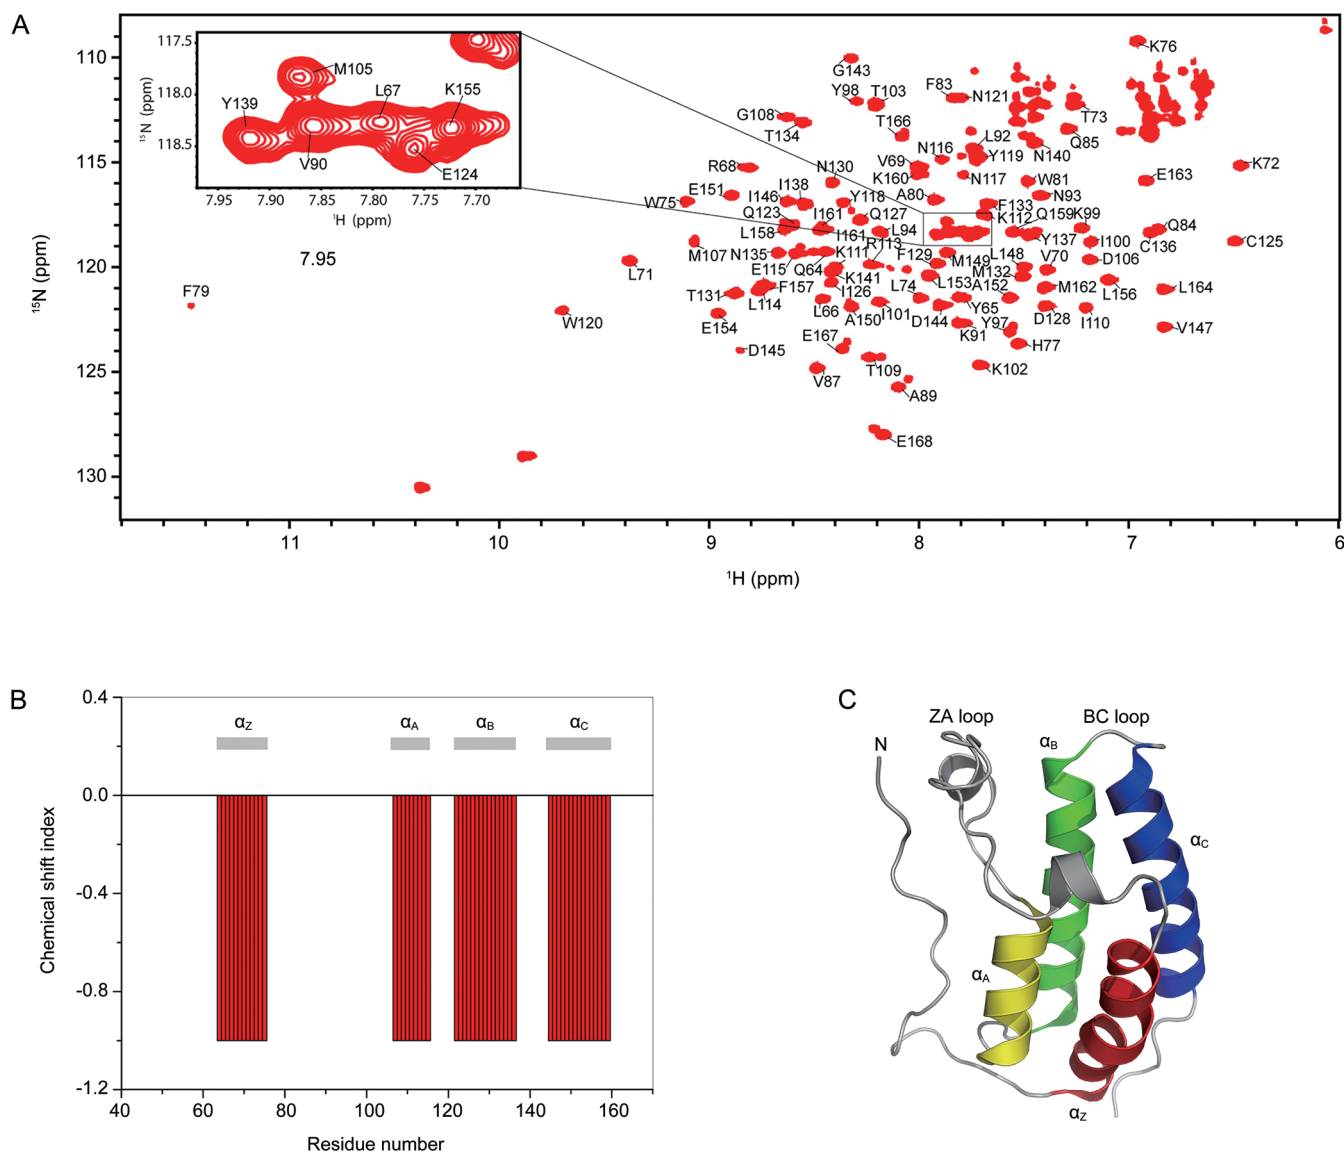 A
110
115
120
125
130
¹⁵N (ppm)
11
10
9
8
7
6
¹H (ppm)
117.5
118.0
118.5
¹⁵N (ppm)
7.95
7.90
7.85
7.80
7.75
7.70
¹H (ppm)
M105
Y139
L67
K155
V90
E124
7.95
K76
G143
Y98
T103
F83
N121
T73
G108
T134
T166
L92
Q85
N116
Y119
N140
R68
V69
K160
N117
N130
K72
E163
W81
N93
A80
E151
W75
I146
I138
Y118
F133
Q159
K99
Q123
I161
Q127
K112
Q84
L158
I161
L94
L148
Y137
I100
C136
C125
M107
N135
K111
R113
F129
M149
V70
D106
L71
E115
Q64
K141
M132
F157
I126
L74
L153
A152
M162
L156
L164
F79
T131
L114
L66
A150
I101
Y65
D128
I110
W120
E154
D144
K91
Y97
V147
E167
H77
D145
V87
T109
K102
A89
E168
B
0.4
0.0
-0.4
-0.8
-1.2
Chemical shift index
αZ
αA
αB
αC
40
60
80
100
120
140
160
Residue number
C
ZA loop
BC loop
N
αB
αC
αA
αZ